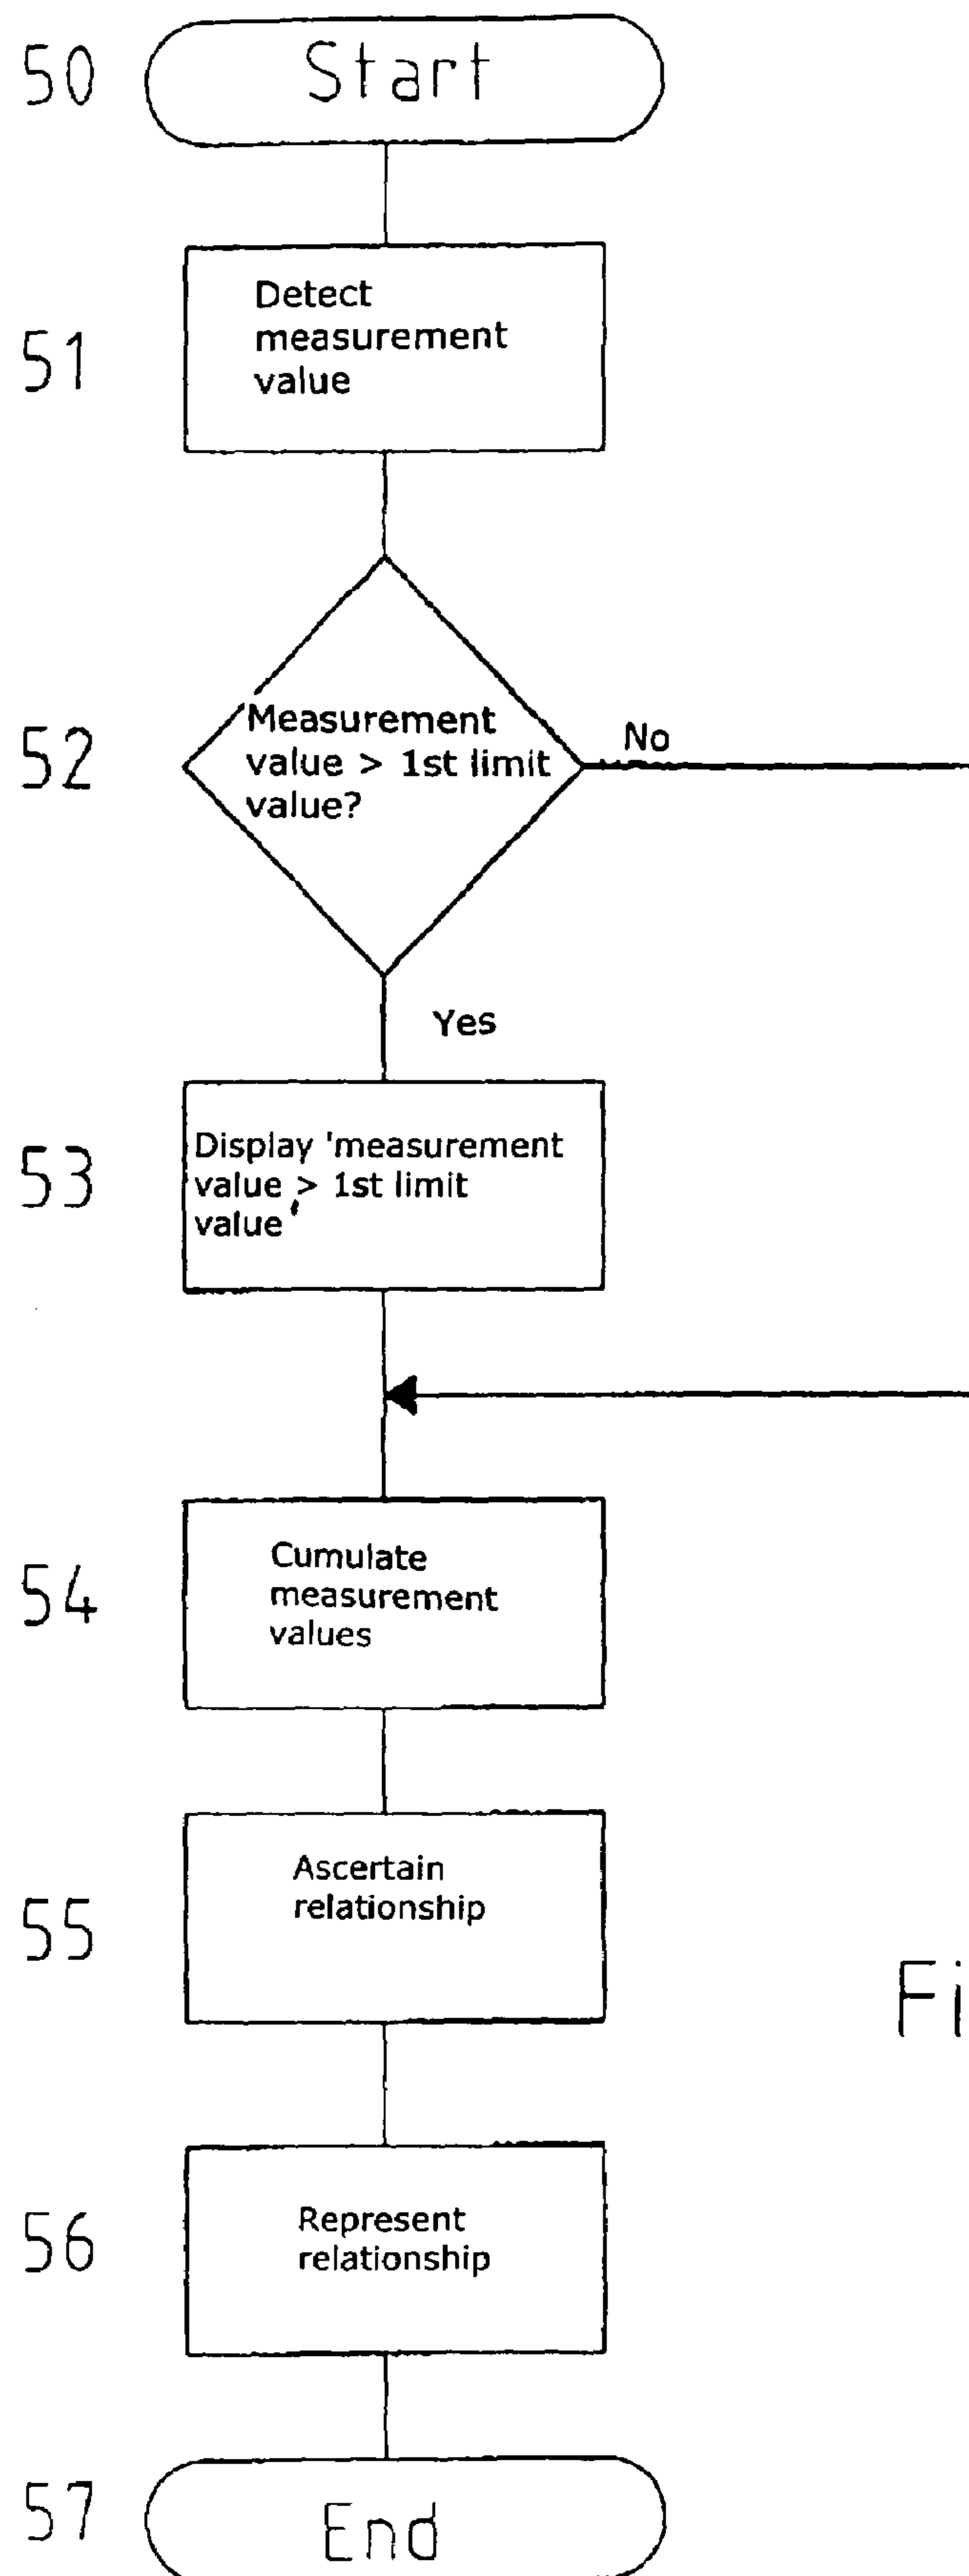 50 Start
51 Detect
measurement
value
52 Measurement
value > 1st limit
value?
No
Yes
53 Display 'measurement
value > 1st limit
value'
54 Cumulate
measurement
values
55 Ascertain
relationship
Fi
56 Represent
relationship
57 End